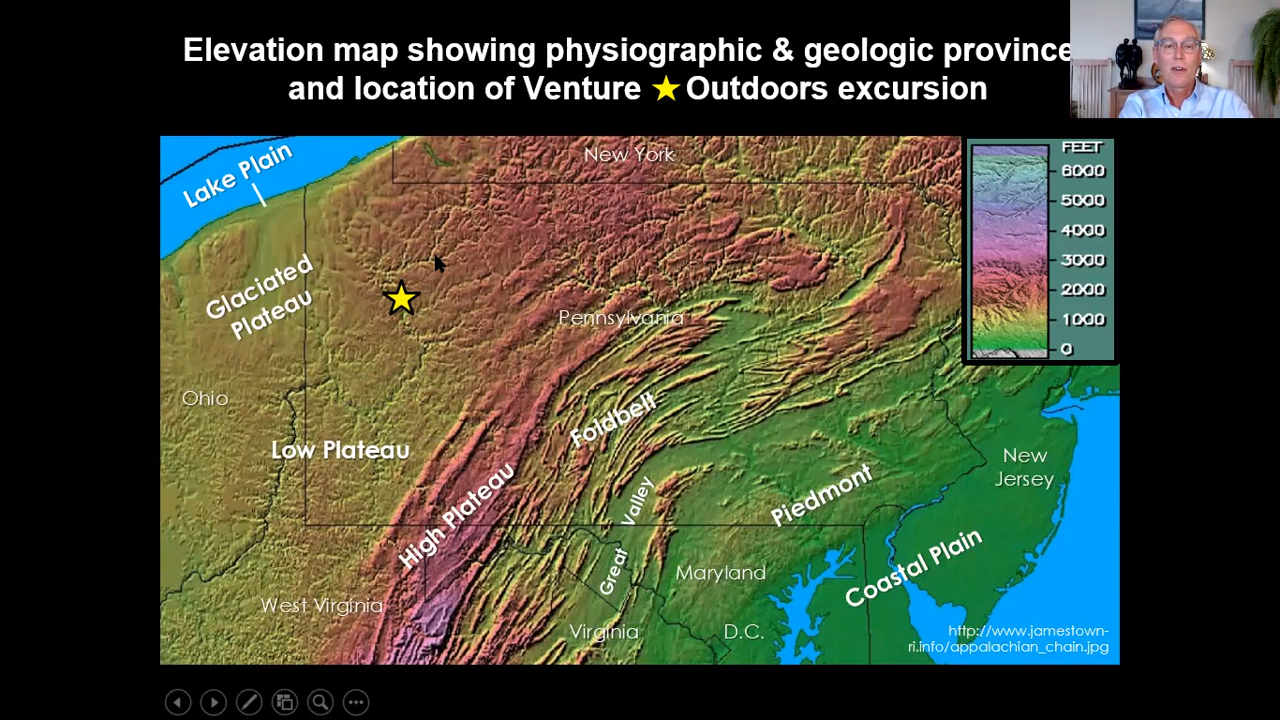 Elevation map showing physiographic & geologic province
and location of Venture Outdoors excursion
Lake Plain
New York
FEET
6000
5000
4000
3000
2000
1000
0
Glaciated
Plateau
Pennsylvania
Ohio
Foldbelt
Low Plateau
High Plateau
Great Valley
Piedmont
New
Jersey
Coastal Plain
Maryland
West Virginia
Virginia
D.C.
http://www.jamestown-
ri.info/appalachian_chain.jpg